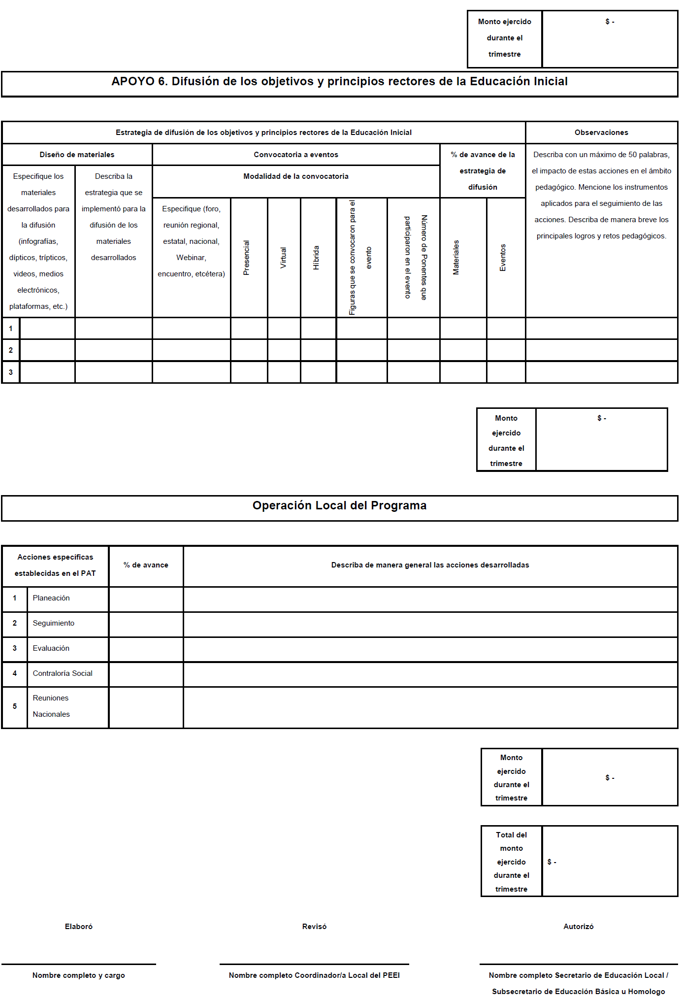 Monto ejercido
durante el
trimestre
$ -
APOYO 6. Difusión de los objetivos y principios rectores de la Educación Inicial
Estrategia de difusión de los objetivos y principios rectores de la Educación Inicial
Observaciones
Diseño de materiales
Convocatoria a eventos
% de avance de la
estrategia de
difusión
Describa con un máximo de 50 palabras,
el impacto de estas acciones en el ámbito
pedagógico. Mencione los instrumentos
aplicados para el seguimiento de las
acciones. Describa de manera breve los
principales logros y retos pedagógicos.
Especifique los
materiales
desarrollados para
la difusión
(infografías,
dípticos, trípticos,
videos, medios
electrónicos,
plataformas, etc.)
Describa la
estrategia que se
implementó para la
difusión de los
materiales
desarrollados
Modalidad de la convocatoria
Especifique (foro,
reunión regional,
estatal, nacional,
Webinar,
encuentro, etcétera)
Presencial
Virtual
Híbrida
Figuras que se convocaron para el
evento
Número de Ponentes que
participaron en el evento
Materiales
Eventos
1
2
3
Monto
ejercido
durante el
trimestre
$ -
Operación Local del Programa
Acciones específicas
establecidas en el PAT
% de avance
Describa de manera general las acciones desarrolladas
1 Planeación
2 Seguimiento
3 Evaluación
4 Contraloría Social
5 Reuniones
Nacionales
Monto
ejercido
durante el
trimestre
$ -
Total del
monto
ejercido
durante el
trimestre
$ -
Elaboró
Revisó
Autorizó
Nombre completo y cargo
Nombre completo Coordinador/a Local del PEEI
Nombre completo Secretario de Educación Local /
Subsecretario de Educación Básica u Homologo